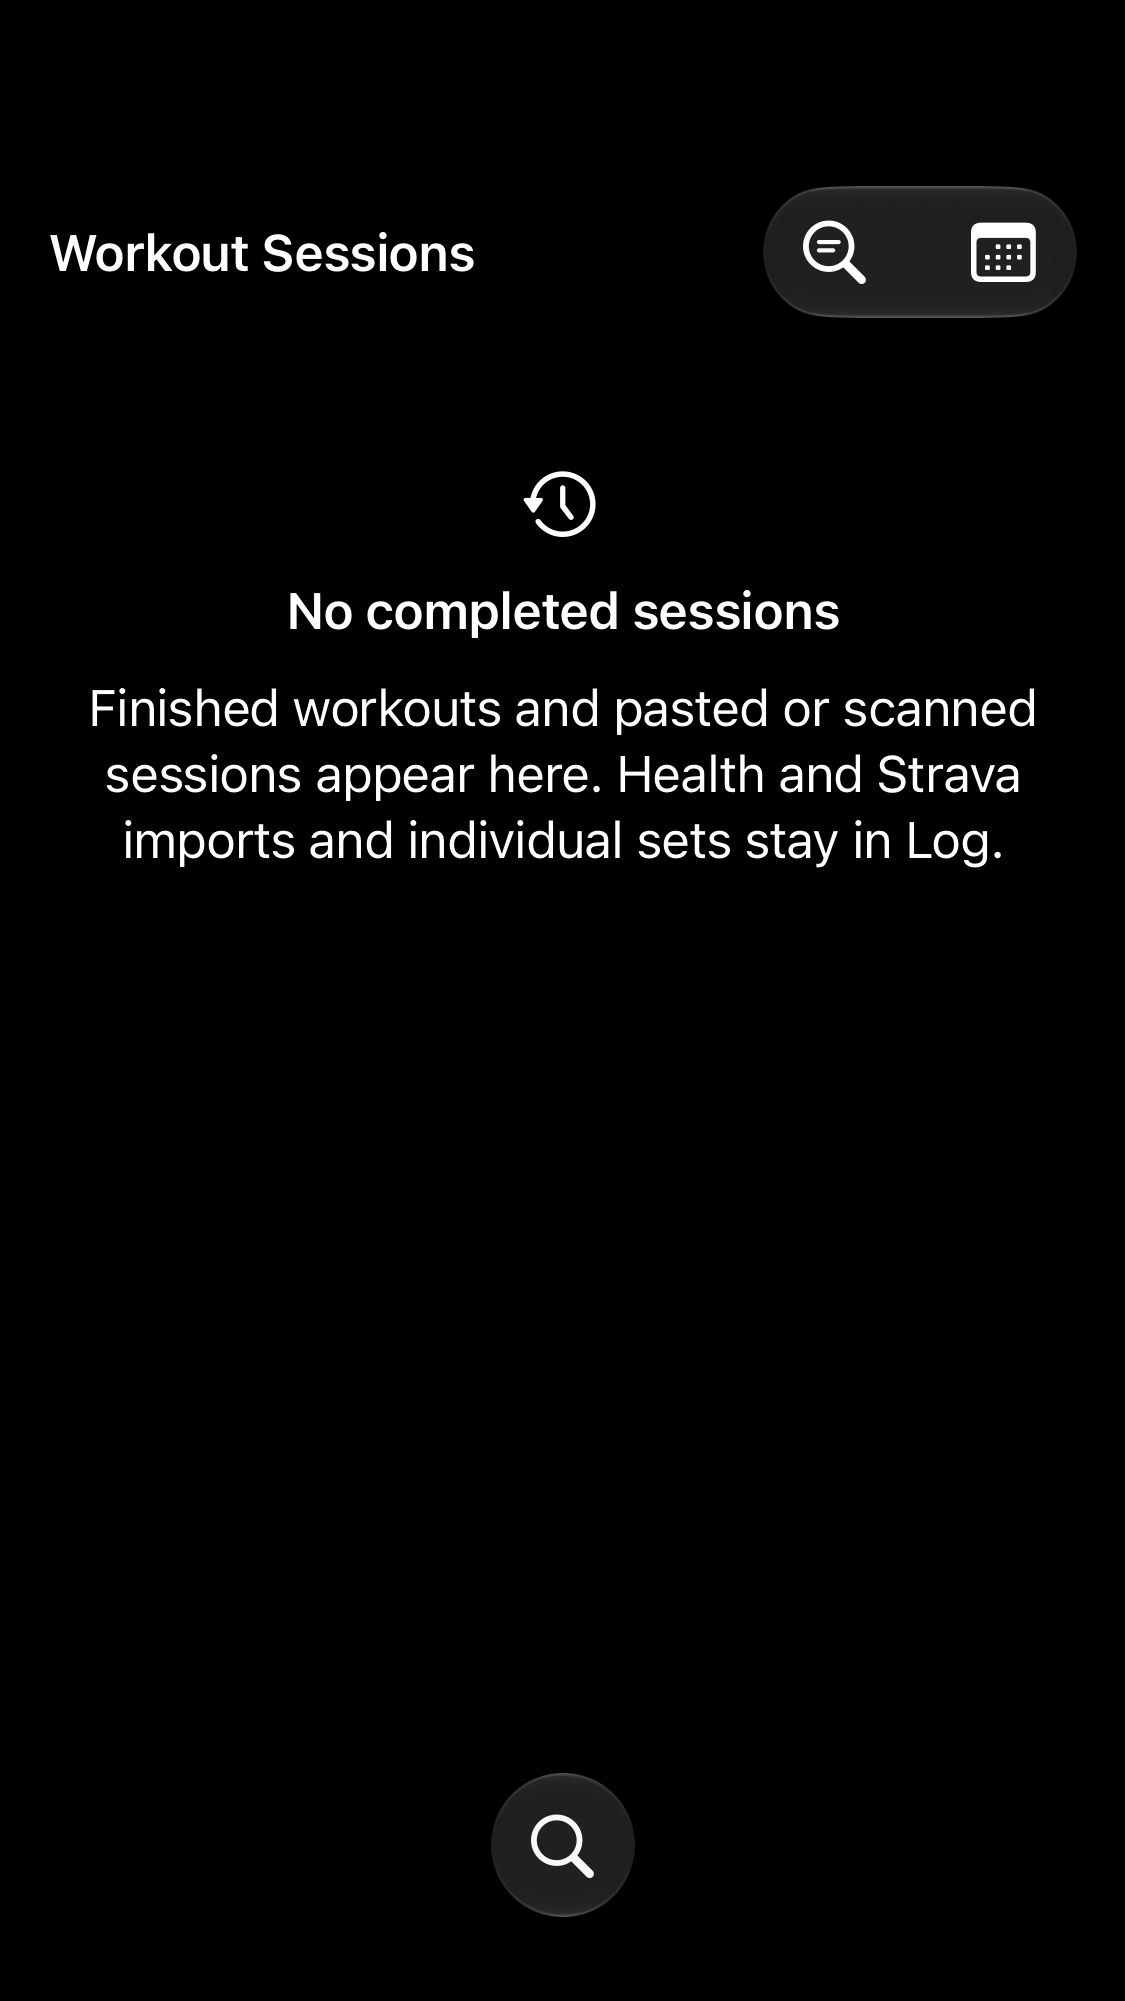 Workout Sessions
No completed sessions
Finished workouts and pasted or scanned
sessions appear here. Health and Strava
imports and individual sets stay in Log.